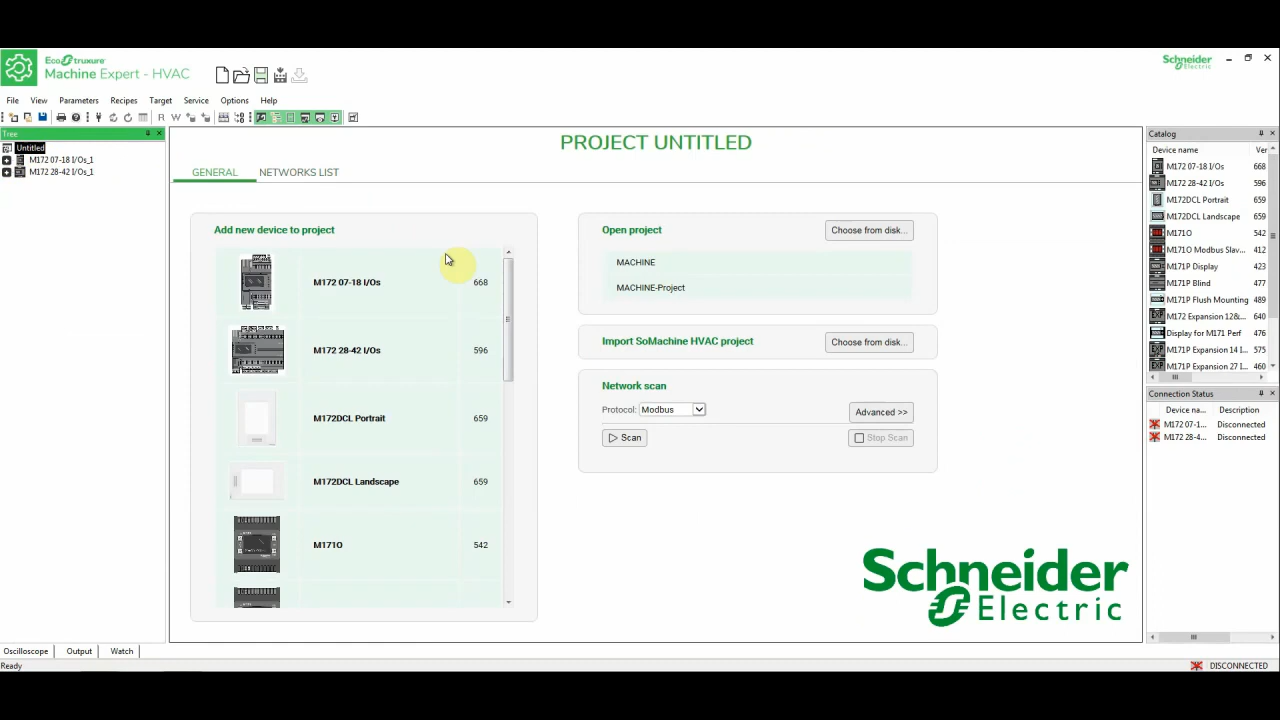 EcoStruxure
Machine Expert - HVAC
Schneider
Electric
File View Parameters Recipes Target Service Options Help
R W
Tree
Untitled
M172 07-18 I/Os_1
M172 28-42 I/Os_1
PROJECT UNTITLED
GENERAL NETWORKS LIST
Add new device to project
M172 07-18 I/Os 668
M172 28-42 I/Os 596
M172DCL Portrait 659
M172DCL Landscape 659
M171O 542
Open project Choose from disk...
MACHINE
MACHINE-Project
Import SoMachine HVAC project Choose from disk...
Network scan
Protocol: Modbus Advanced >>
Scan Stop Scan
Schneider
Electric
Catalog
Device name Ver
M172 07-18 I/Os 668
M172 28-42 I/Os 596
M172DCL Portrait 659
M172DCL Landscape 659
M171O 542
M171O Modbus Slav... 412
M171P Display 423
M171P Blind 477
M171P Flush Mounting 489
M172 Expansion 12&... 640
Display for M171 Perf 476
M171P Expansion 14 I... 575
M171P Expansion 27 I... 460
Connection Status
Device na... Description
M172 07-1... Disconnected
M172 28-4... Disconnected
Oscilloscope Output Watch
Ready DISCONNECTED